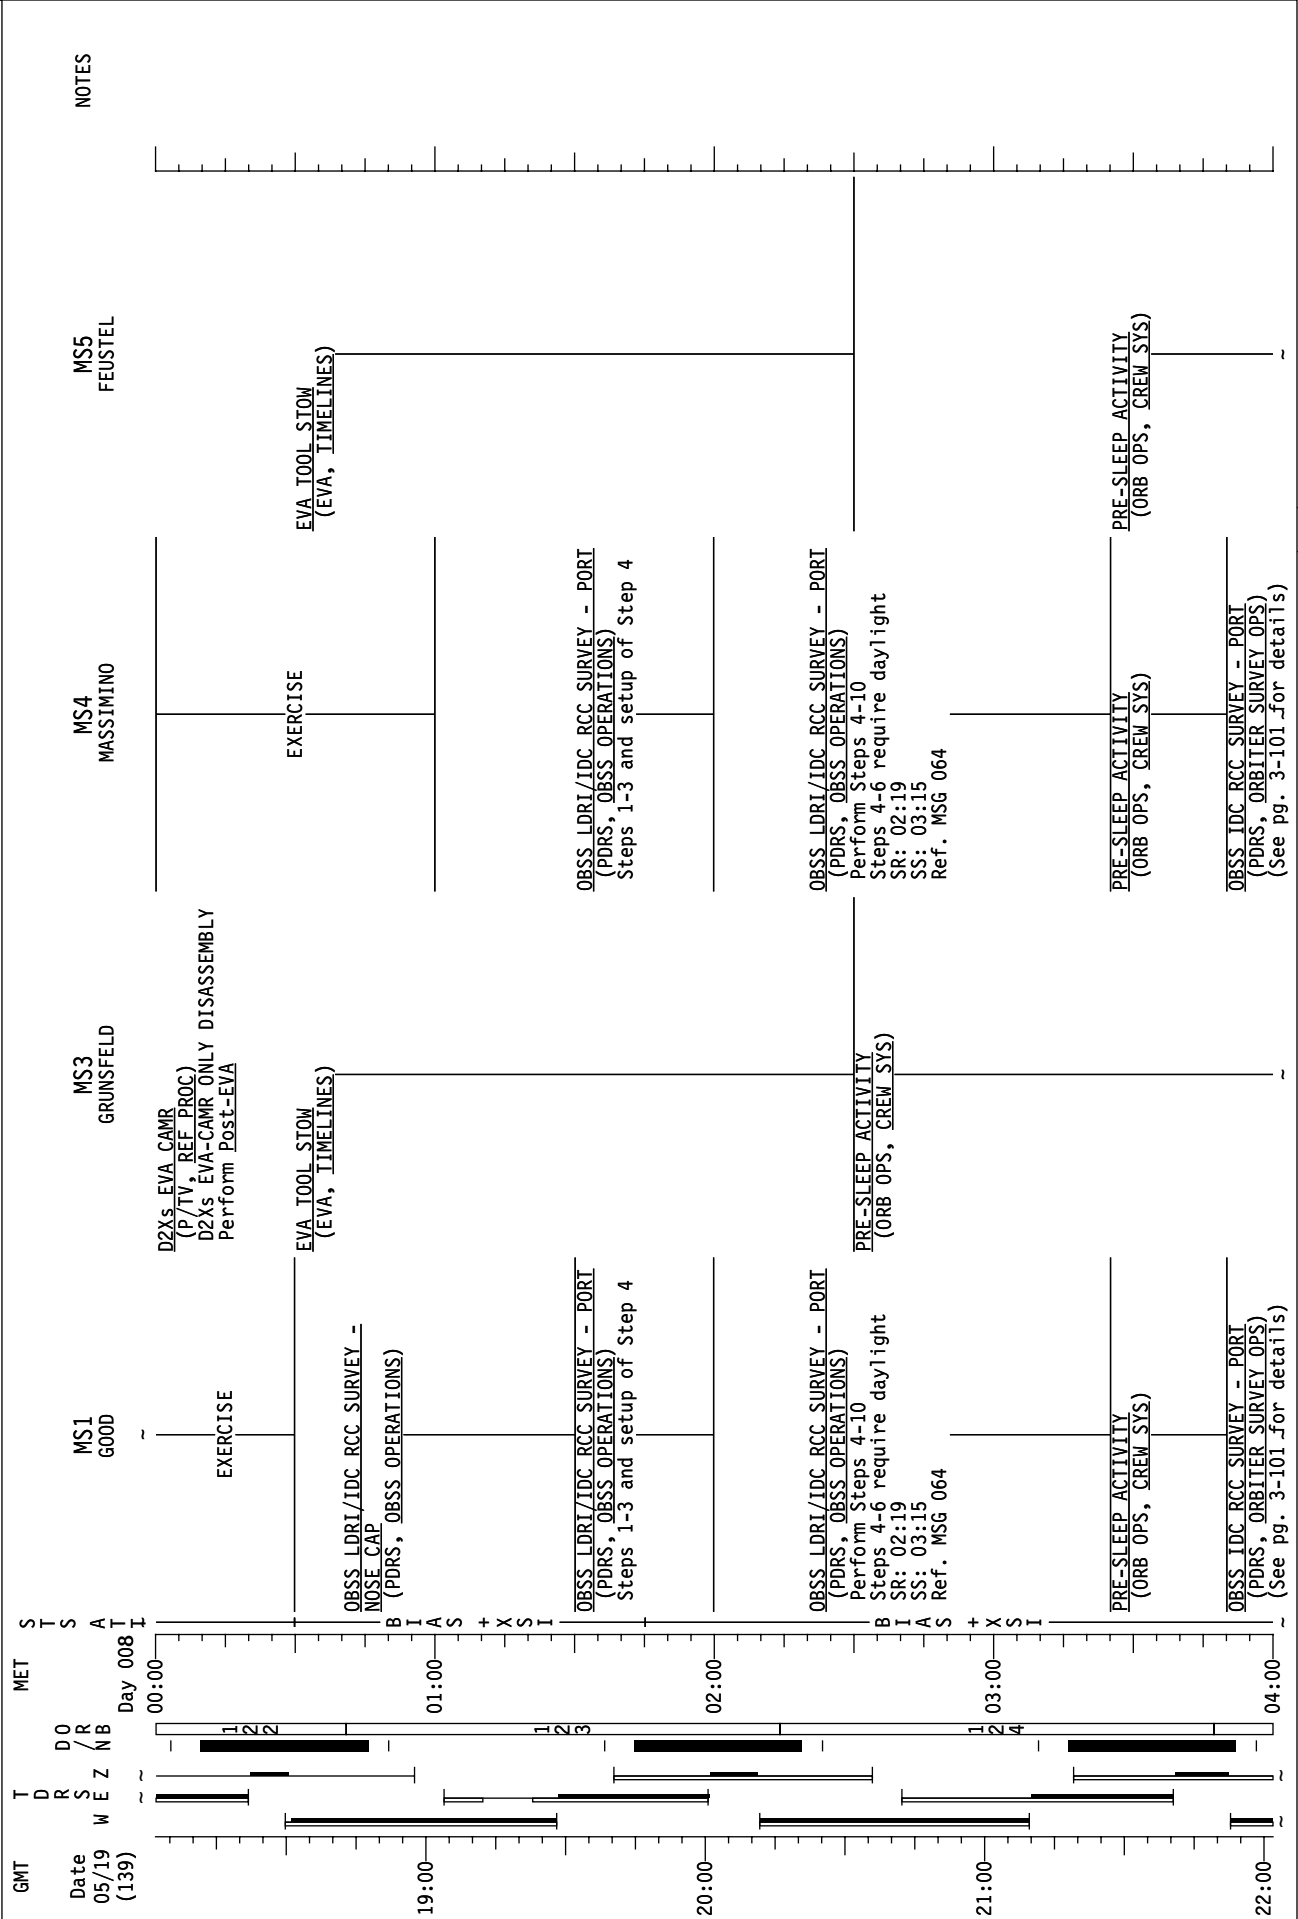 GMT
Date
05/19
(139)
19:00
20:00
21:00
22:00
T
D
R
S
W E Z
DO
/R
NB
122
123
124
MET
Day 008
00:00
01:00
02:00
03:00
04:00
S
T
S
A
T
T
I
BIAS +XSI
BIAS +XSI
MS1
GOOD
EXERCISE
OBSS LDRI/IDC RCC SURVEY -
NOSE CAP
(PDRS, OBSS OPERATIONS)
OBSS LDRI/IDC RCC SURVEY - PORT
(PDRS, OBSS OPERATIONS)
Steps 1-3 and setup of Step 4
OBSS LDRI/IDC RCC SURVEY - PORT
(PDRS, OBSS OPERATIONS)
Perform Steps 4-10
Steps 4-6 require daylight
SR: 02:19
SS: 03:15
Ref. MSG 064
PRE-SLEEP ACTIVITY
(ORB OPS, CREW SYS)
OBSS IDC RCC SURVEY - PORT
(PDRS, ORBITER SURVEY OPS)
(See pg. 3-101 for details)
MS3
GRUNSFELD
D2Xs EVA CAMR
(P/TV, REF PROC)
D2Xs EVA-CAMR ONLY DISASSEMBLY
Perform Post-EVA
EVA TOOL STOW
(EVA, TIMELINES)
PRE-SLEEP ACTIVITY
(ORB OPS, CREW SYS)
MS4
MASSIMINO
EXERCISE
OBSS LDRI/IDC RCC SURVEY - PORT
(PDRS, OBSS OPERATIONS)
Steps 1-3 and setup of Step 4
OBSS LDRI/IDC RCC SURVEY - PORT
(PDRS, OBSS OPERATIONS)
Perform Steps 4-10
Steps 4-6 require daylight
SR: 02:19
SS: 03:15
Ref. MSG 064
PRE-SLEEP ACTIVITY
(ORB OPS, CREW SYS)
OBSS IDC RCC SURVEY - PORT
(PDRS, ORBITER SURVEY OPS)
(See pg. 3-101 for details)
MS5
FEUSTEL
EVA TOOL STOW
(EVA, TIMELINES)
PRE-SLEEP ACTIVITY
(ORB OPS, CREW SYS)
NOTES